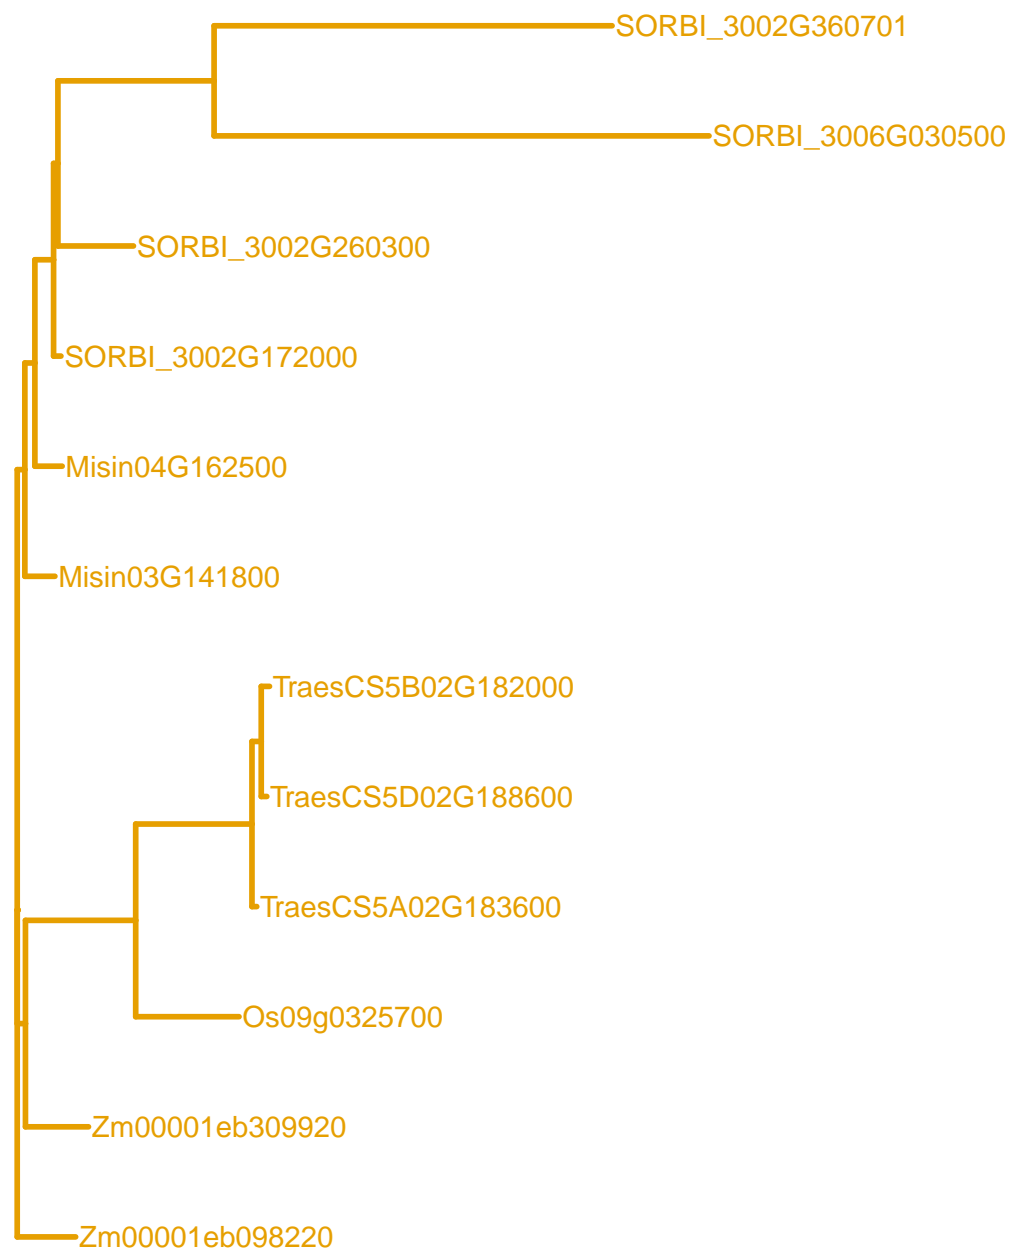 SORBI_3002G360701
SORBI_3006G030500
SORBI_3002G260300
SORBI_3002G172000
Misin04G162500
Misin03G141800
TraesCS5B02G182000
TraesCS5D02G188600
TraesCS5A02G183600
Os09g0325700
Zm00001eb309920
Zm00001eb098220